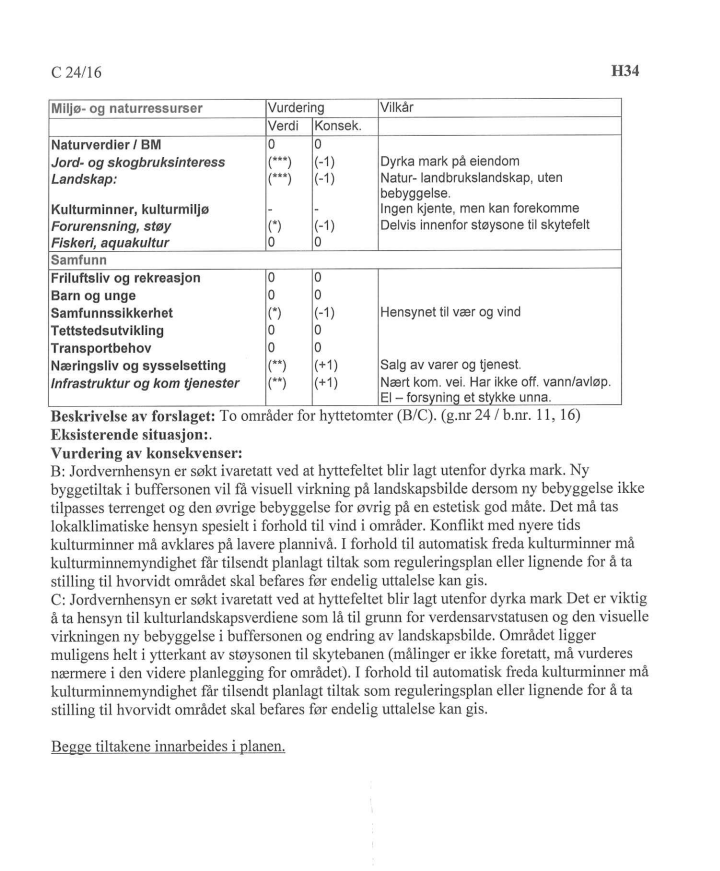 C 24/16 H34
Miljø- og naturressurser Vurdering Vilkår
Verdi Konsek.
Naturverdier / BM 0 0
Jord- og skogbruksinteress (***) (-1) Dyrka mark på eiendom
Landskap: (***) (-1) Natur- landbrukslandskap, uten
bebyggelse.
Kulturminner, kulturmiljø - - Ingen kjente, men kan forekomme
Forurensning, støy (*) (-1) Delvis innenfor støysone til skytefelt
Fiskeri, aquakultur 0 0
Samfunn
Friluftsliv og rekreasjon 0 0
Barn og unge 0 0
Samfunnssikkerhet (*) (-1) Hensynet til vær og vind
Tettstedsutvikling 0 0
Transportbehov 0 0
Næringsliv og sysselsetting (**) (+1) Salg av varer og tjenest.
Infrastruktur og kom tjenester (**) (+1) Nært kom. vei. Har ikke off. vann/avløp.
El – forsyning et stykke unna.
Beskrivelse av forslaget: To områder for hyttetomter (B/C). (g.nr 24 / b.nr. 11, 16)
Eksisterende situasjon:.
Vurdering av konsekvenser:
B: Jordvernhensyn er søkt ivaretatt ved at hyttefeltet blir lagt utenfor dyrka mark. Ny
byggetiltak i buffersonen vil få visuell virkning på landskapsbilde dersom ny bebyggelse ikke
tilpasses terrenget og den øvrige bebyggelse for øvrig på en estetisk god måte. Det må tas
lokalklimatiske hensyn spesielt i forhold til vind i områder. Konflikt med nyere tids
kulturminner må avklares på lavere plannivå. I forhold til automatisk freda kulturminner må
kulturminnemyndighet får tilsendt planlagt tiltak som reguleringsplan eller lignende for å ta
stilling til hvorvidt området skal befares før endelig uttalelse kan gis.
C: Jordvernhensyn er søkt ivaretatt ved at hyttefeltet blir lagt utenfor dyrka mark Det er viktig
å ta hensyn til kulturlandskapsverdiene som lå til grunn for verdensarvstatusen og den visuelle
virkningen ny bebyggelse i buffersonen og endring av landskapsbilde. Området ligger
muligens helt i ytterkant av støysonen til skytebanen (målinger er ikke foretatt, må vurderes
nærmere i den videre planlegging for området). I forhold til automatisk freda kulturminner må
kulturminnemyndighet får tilsendt planlagt tiltak som reguleringsplan eller lignende for å ta
stilling til hvorvidt området skal befares før endelig uttalelse kan gis.
Begge tiltakene innarbeides i planen.